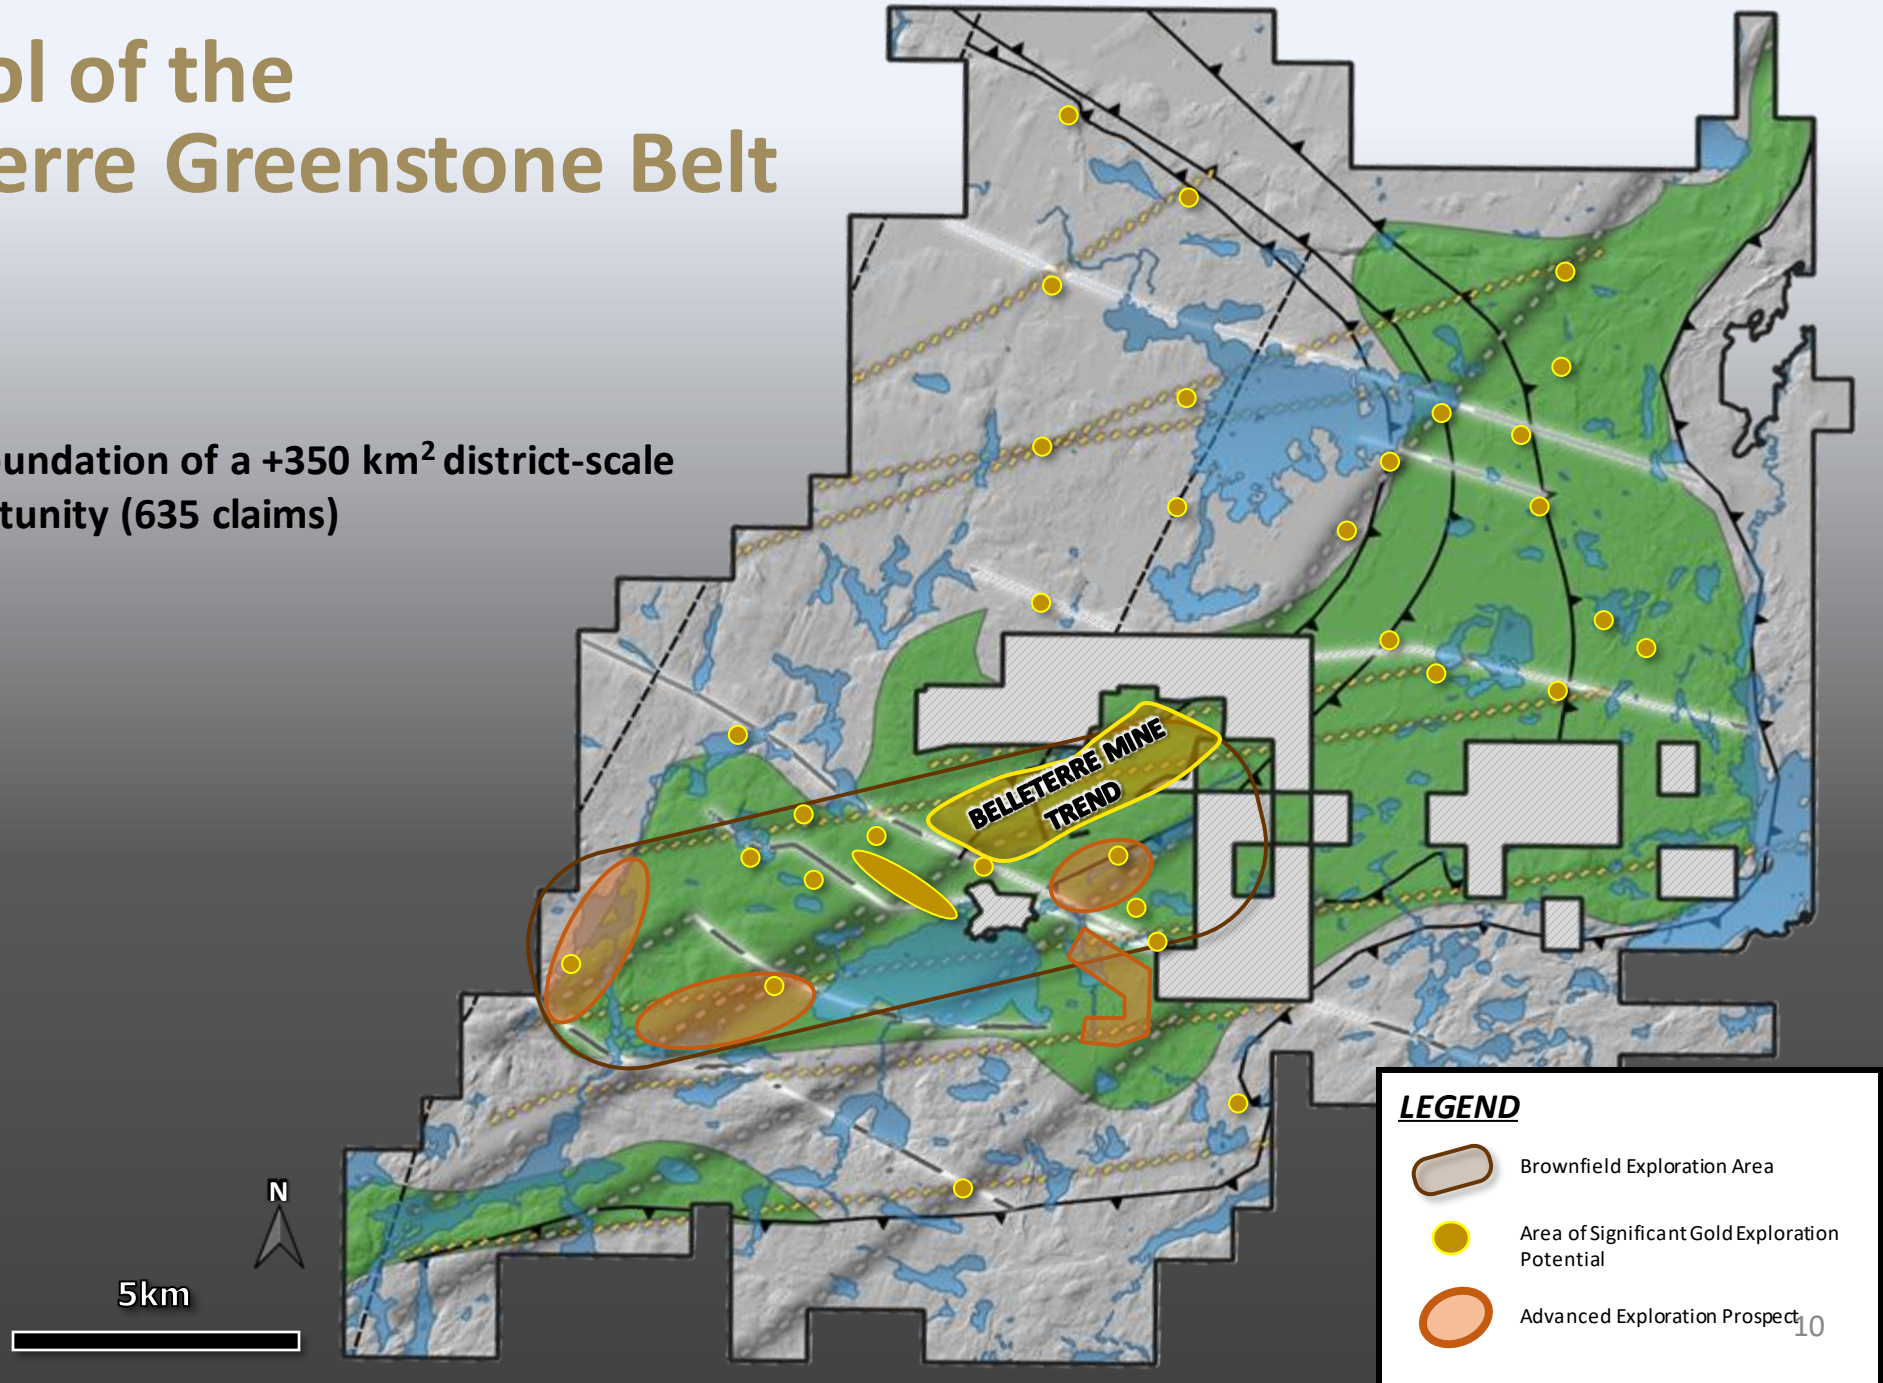 ol of the
erre Greenstone Belt
undation of a +350 km² district-scale
tunity (635 claims)
BELLETERRE MINE
TREND
N
5km
LEGEND
Brownfield Exploration Area
Area of Significant Gold Exploration
Potential
Advanced Exploration Prospect
10